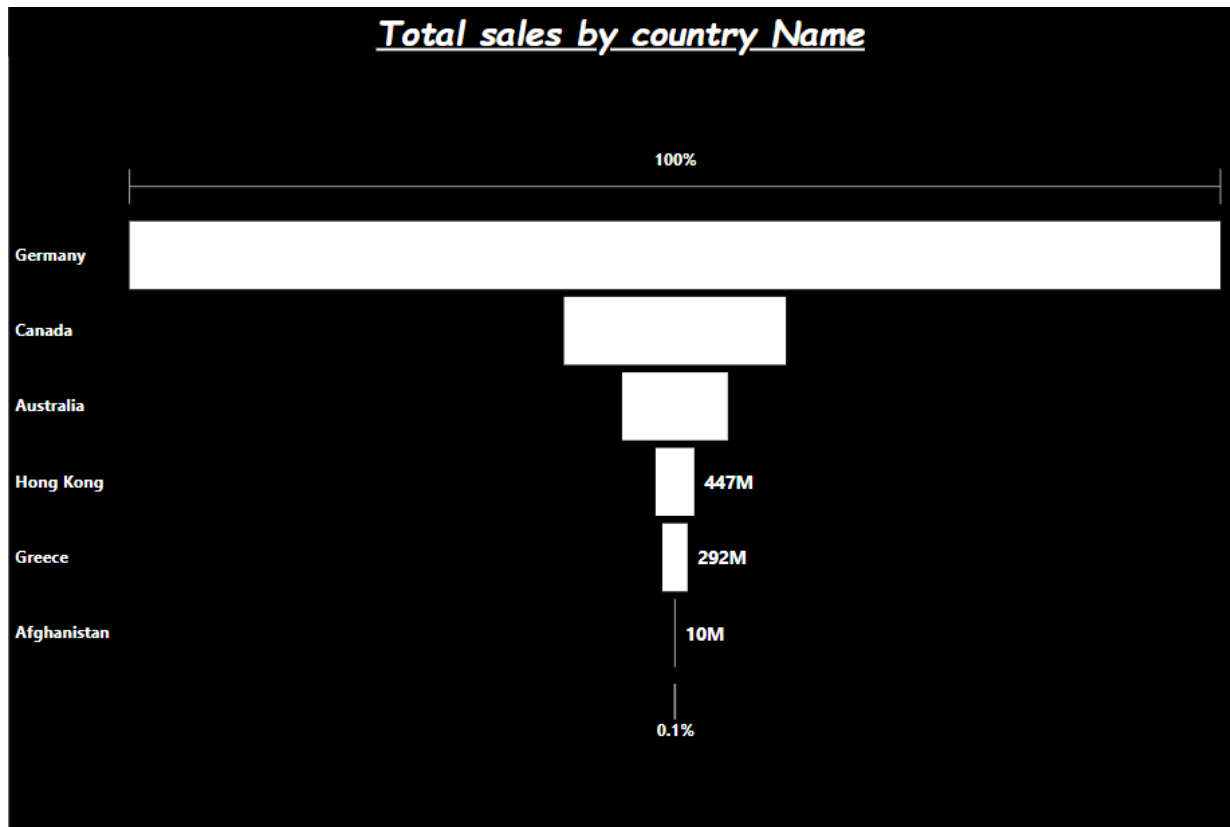 Total sales by country Name
100%
Germany
Canada
Australia
Hong Kong 447M
Greece 292M
Afghanistan 10M
0.1%